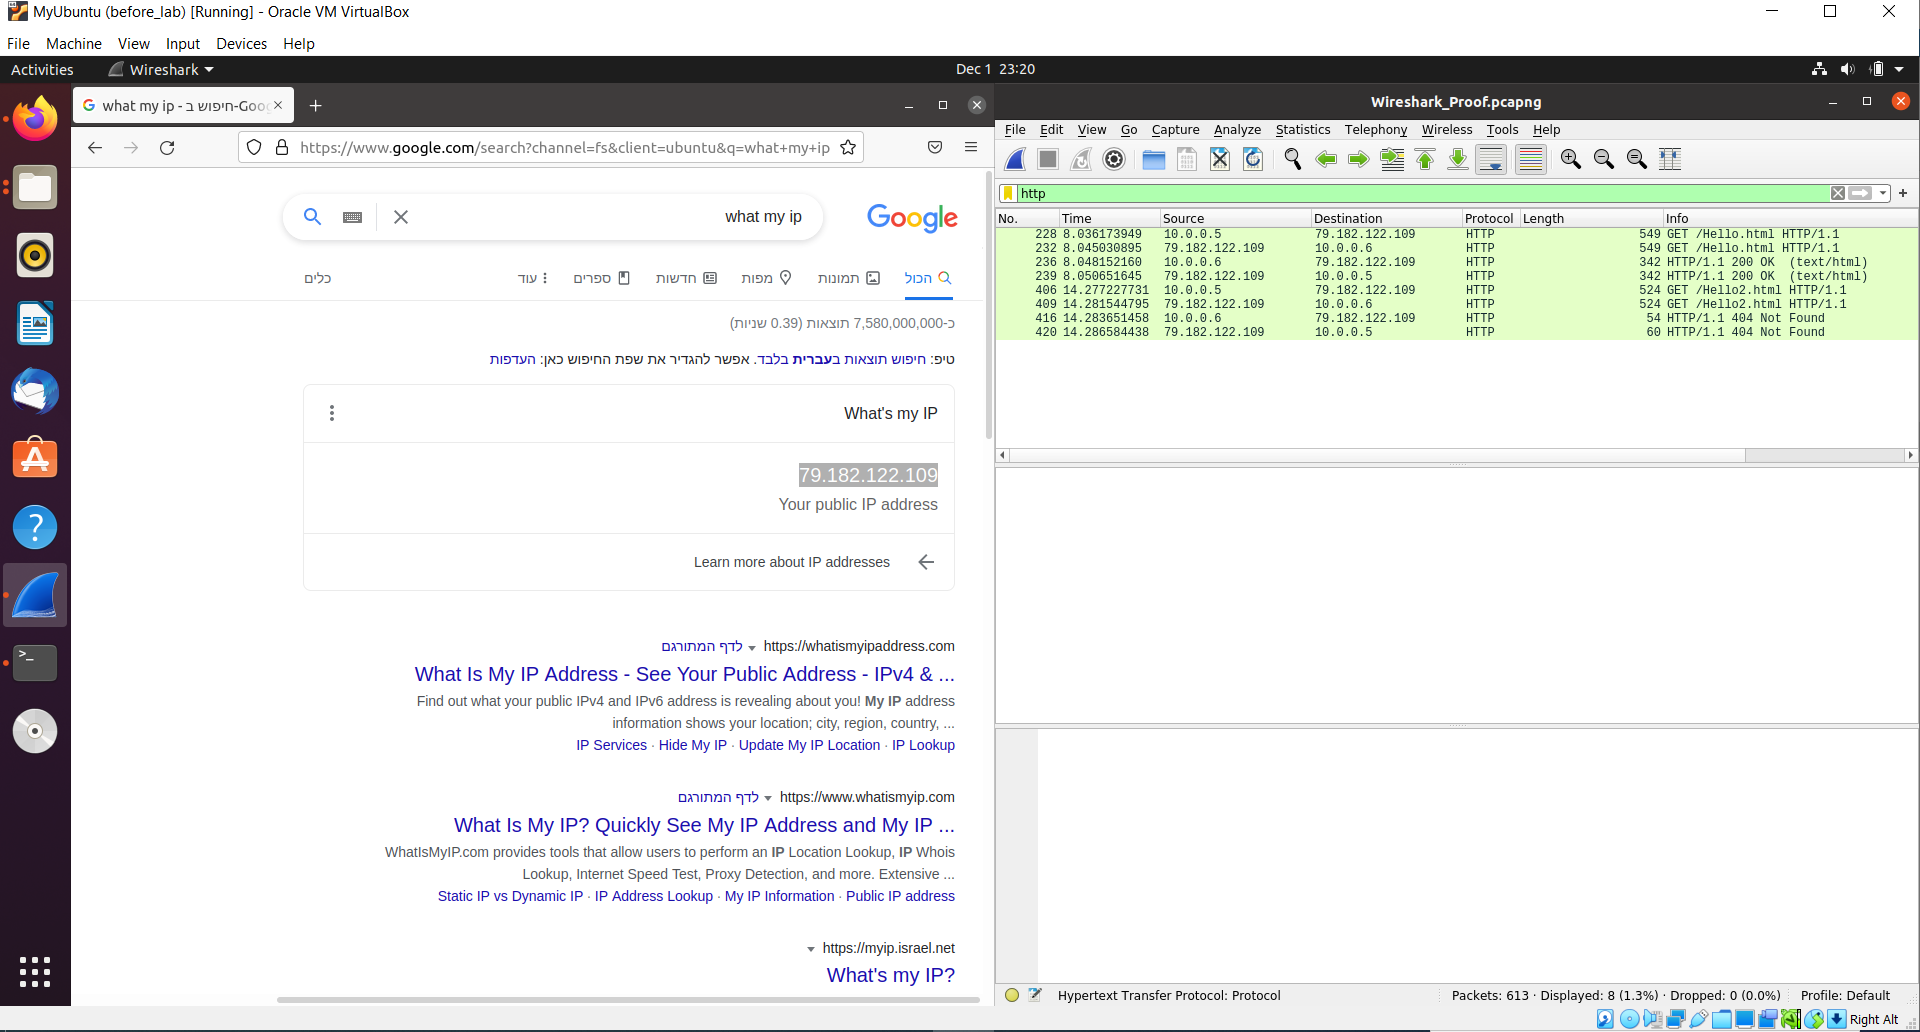 MyUbuntu (before_lab) [Running] - Oracle VM VirtualBox
File Machine View Input Devices Help
Activities Wireshark Dec 1 23:20
what my ip - חיפוש ב-Goo
https://www.google.com/search?channel=fs&client=ubuntu&q=what+my+ip
what my ip
Google
הכול תמונות מפות חדשות ספרים עוד כלים
כ-7,580,000,000 תוצאות (0.39 שניות)
טיפ: חיפוש תוצאות בעברית בלבד. אפשר להגדיר את שפת החיפוש כאן: העדפות
What's my IP
79.182.122.109
Your public IP address
Learn more about IP addresses
https://whatismyipaddress.com לדף המתורגם
What Is My IP Address - See Your Public Address - IPv4 & ...
Find out what your public IPv4 and IPv6 address is revealing about you! My IP address
information shows your location; city, region, country, ...
IP Services · Hide My IP · Update My IP Location · IP Lookup
https://www.whatismyip.com לדף המתורגם
What Is My IP? Quickly See My IP Address and My IP ...
WhatIsMyIP.com provides tools that allow users to perform an IP Location Lookup, IP Whois
Lookup, Internet Speed Test, Proxy Detection, and more. Extensive ...
Static IP vs Dynamic IP · IP Address Lookup · My IP Information · Public IP address
https://myip.israel.net
What's my IP?
Wireshark_Proof.pcapng
File Edit View Go Capture Analyze Statistics Telephony Wireless Tools Help
http
No. Time Source Destination Protocol Length Info
228 8.036173949 10.0.0.5 79.182.122.109 HTTP 549 GET /Hello.html HTTP/1.1
232 8.045030895 79.182.122.109 10.0.0.6 HTTP 549 GET /Hello.html HTTP/1.1
236 8.048152160 10.0.0.6 79.182.122.109 HTTP 342 HTTP/1.1 200 OK (text/html)
239 8.050651645 79.182.122.109 10.0.0.5 HTTP 342 HTTP/1.1 200 OK (text/html)
406 14.277227731 10.0.0.5 79.182.122.109 HTTP 524 GET /Hello2.html HTTP/1.1
409 14.281544795 79.182.122.109 10.0.0.6 HTTP 524 GET /Hello2.html HTTP/1.1
416 14.283651458 10.0.0.6 79.182.122.109 HTTP 54 HTTP/1.1 404 Not Found
420 14.286584438 79.182.122.109 10.0.0.5 HTTP 60 HTTP/1.1 404 Not Found
Hypertext Transfer Protocol: Protocol
Packets: 613 · Displayed: 8 (1.3%) · Dropped: 0 (0.0%)
Profile: Default
Right Alt